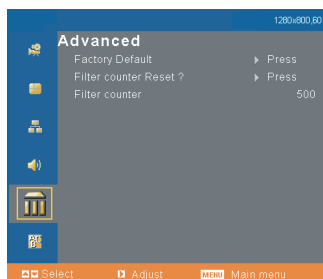 1280x800,60
Advanced
Factory Default Press
Filter counter Reset ? Press
Filter counter 500
Select Adjust MENU Main menu